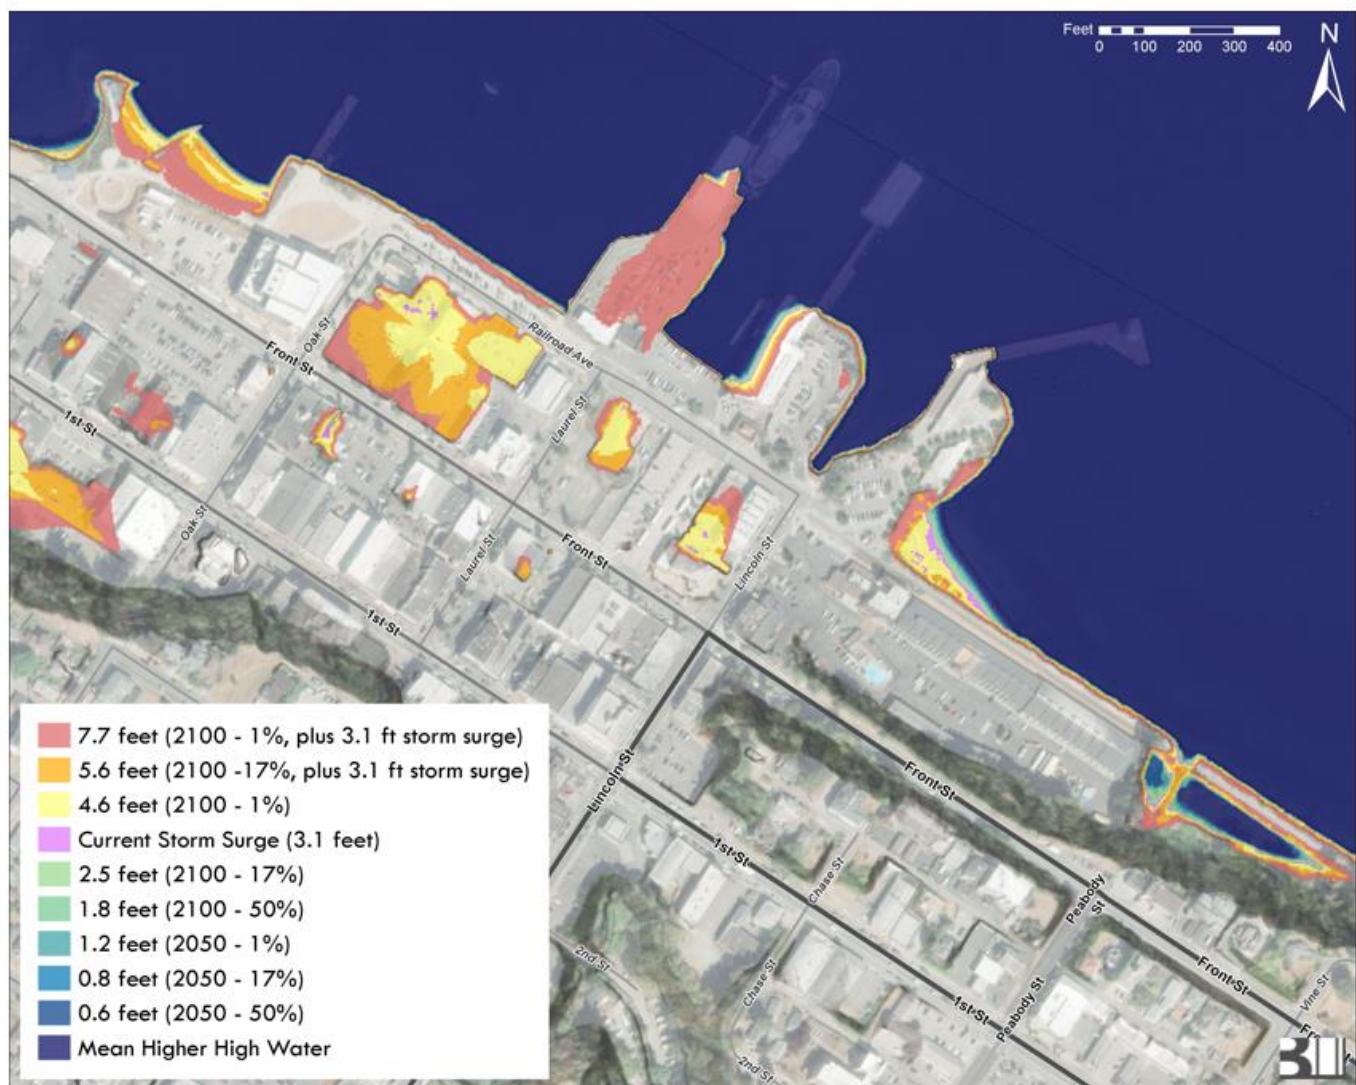 Feet
0 100 200 300 400
N
Oak St
Front St
Railroad Ave
Laurel St
1st St
Oak St
Laurel St
Front St
Lincoln St
1st St
Lincoln St
Front St
1st St
Chase St
Peabody
St
2nd St
Chase St
Front St
Vine St
1st St
Peabody St
2nd St
7.7 feet (2100 - 1%, plus 3.1 ft storm surge)
5.6 feet (2100 -17%, plus 3.1 ft storm surge)
4.6 feet (2100 - 1%)
Current Storm Surge (3.1 feet)
2.5 feet (2100 - 17%)
1.8 feet (2100 - 50%)
1.2 feet (2050 - 1%)
0.8 feet (2050 - 17%)
0.6 feet (2050 - 50%)
Mean Higher High Water